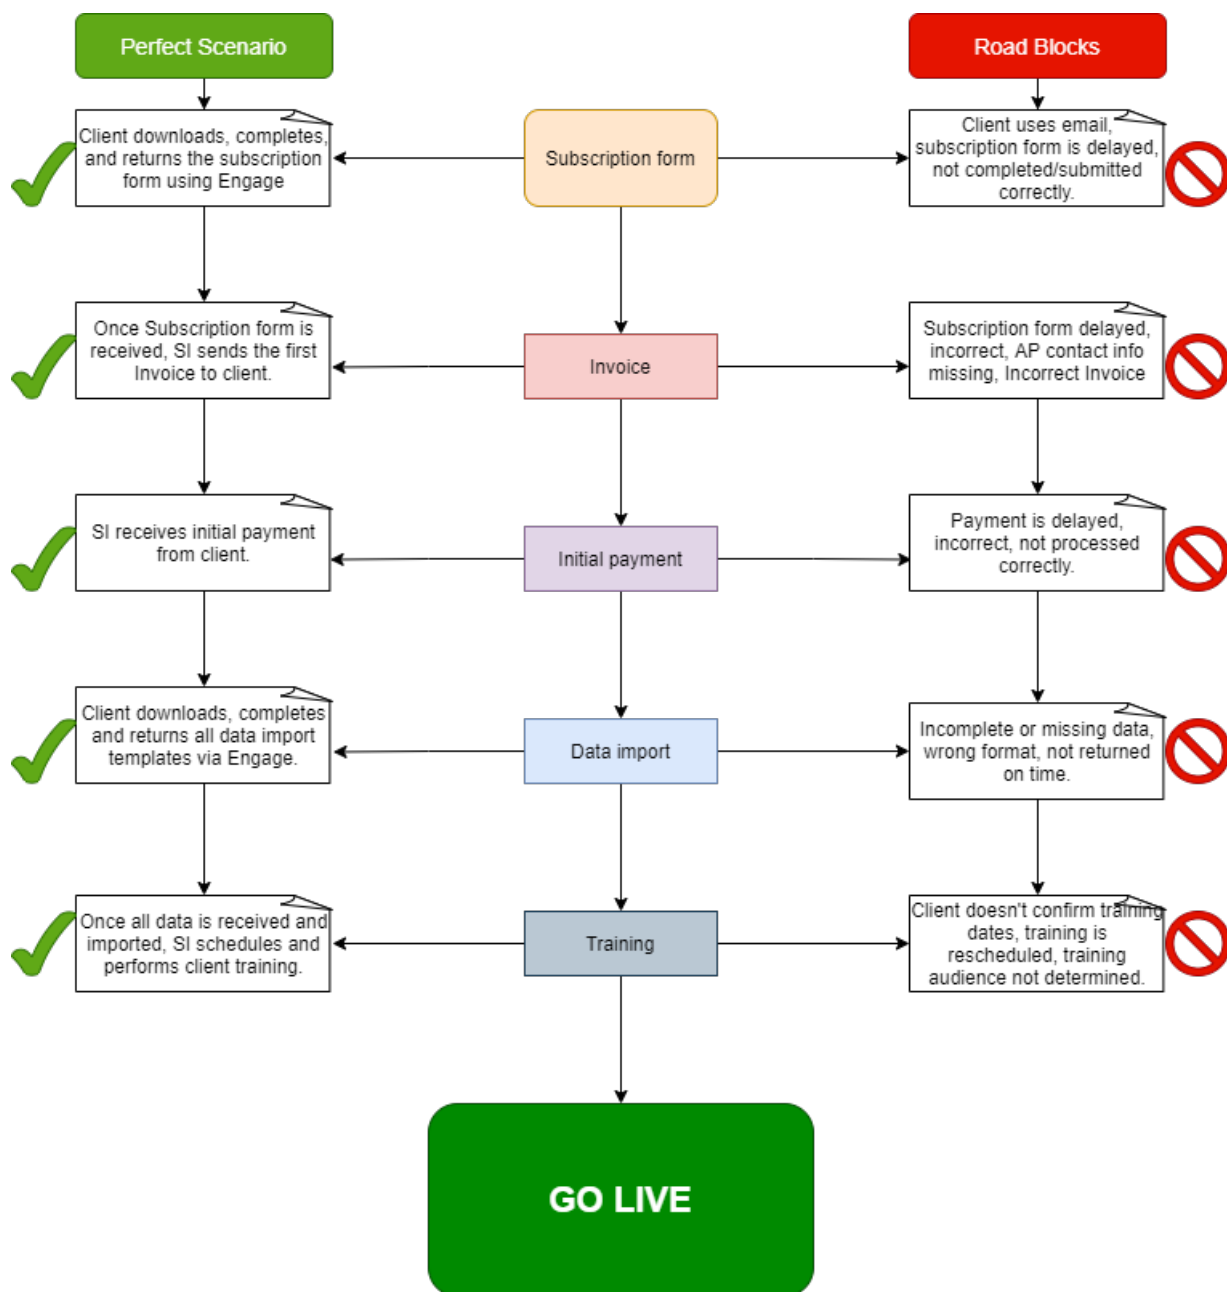 Perfect Scenario
Road Blocks
Client downloads, completes,
and returns the subscription
form using Engage
Subscription form
Client uses email,
subscription form is delayed,
not completed/submitted
correctly.
Once Subscription form is
received, SI sends the first
Invoice to client.
Invoice
Subscription form delayed,
incorrect, AP contact info
missing, Incorrect Invoice
SI receives initial payment
from client.
Initial payment
Payment is delayed,
incorrect, not processed
correctly.
Client downloads, completes
and returns all data import
templates via Engage.
Data import
Incomplete or missing data,
wrong format, not returned
on time.
Once all data is received and
imported, SI schedules and
performs client training.
Training
Client doesn't confirm training
dates, training is
rescheduled, training
audience not determined.
GO LIVE